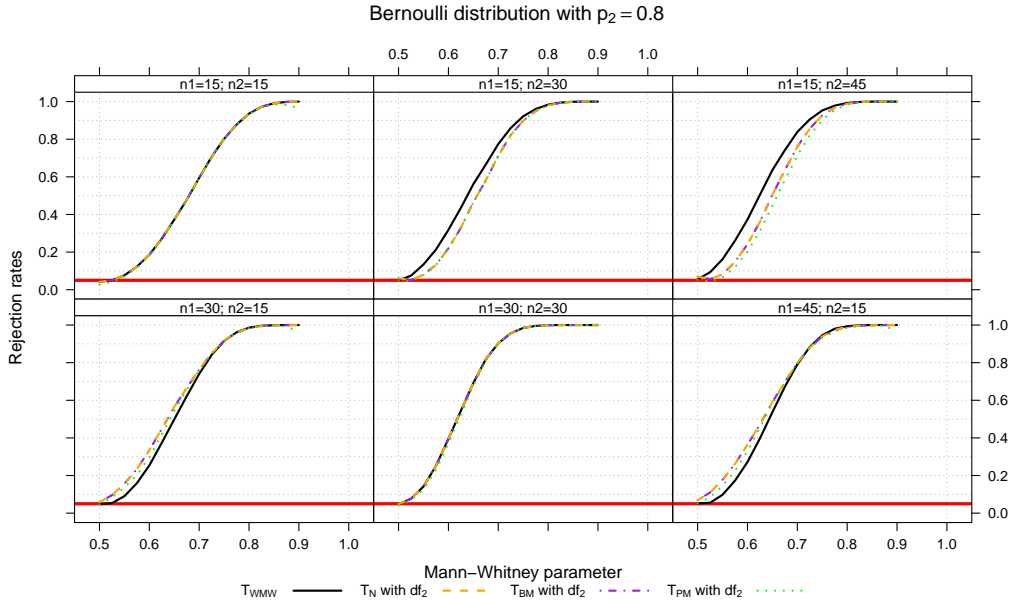 Bernoulli distribution with p₂ = 0.8
0.5 0.6 0.7 0.8 0.9 1.0
n1=15; n2=15 n1=15; n2=30 n1=15; n2=45
1.0
0.8
0.6
0.4
0.2
0.0
Rejection rates
n1=30; n2=15 n1=30; n2=30 n1=45; n2=15
1.0
0.8
0.6
0.4
0.2
0.0
0.5 0.6 0.7 0.8 0.9 1.0 0.5 0.6 0.7 0.8 0.9 1.0
Mann−Whitney parameter
T_WMW T_N with df₂ T_BM with df₂ T_PM with df₂